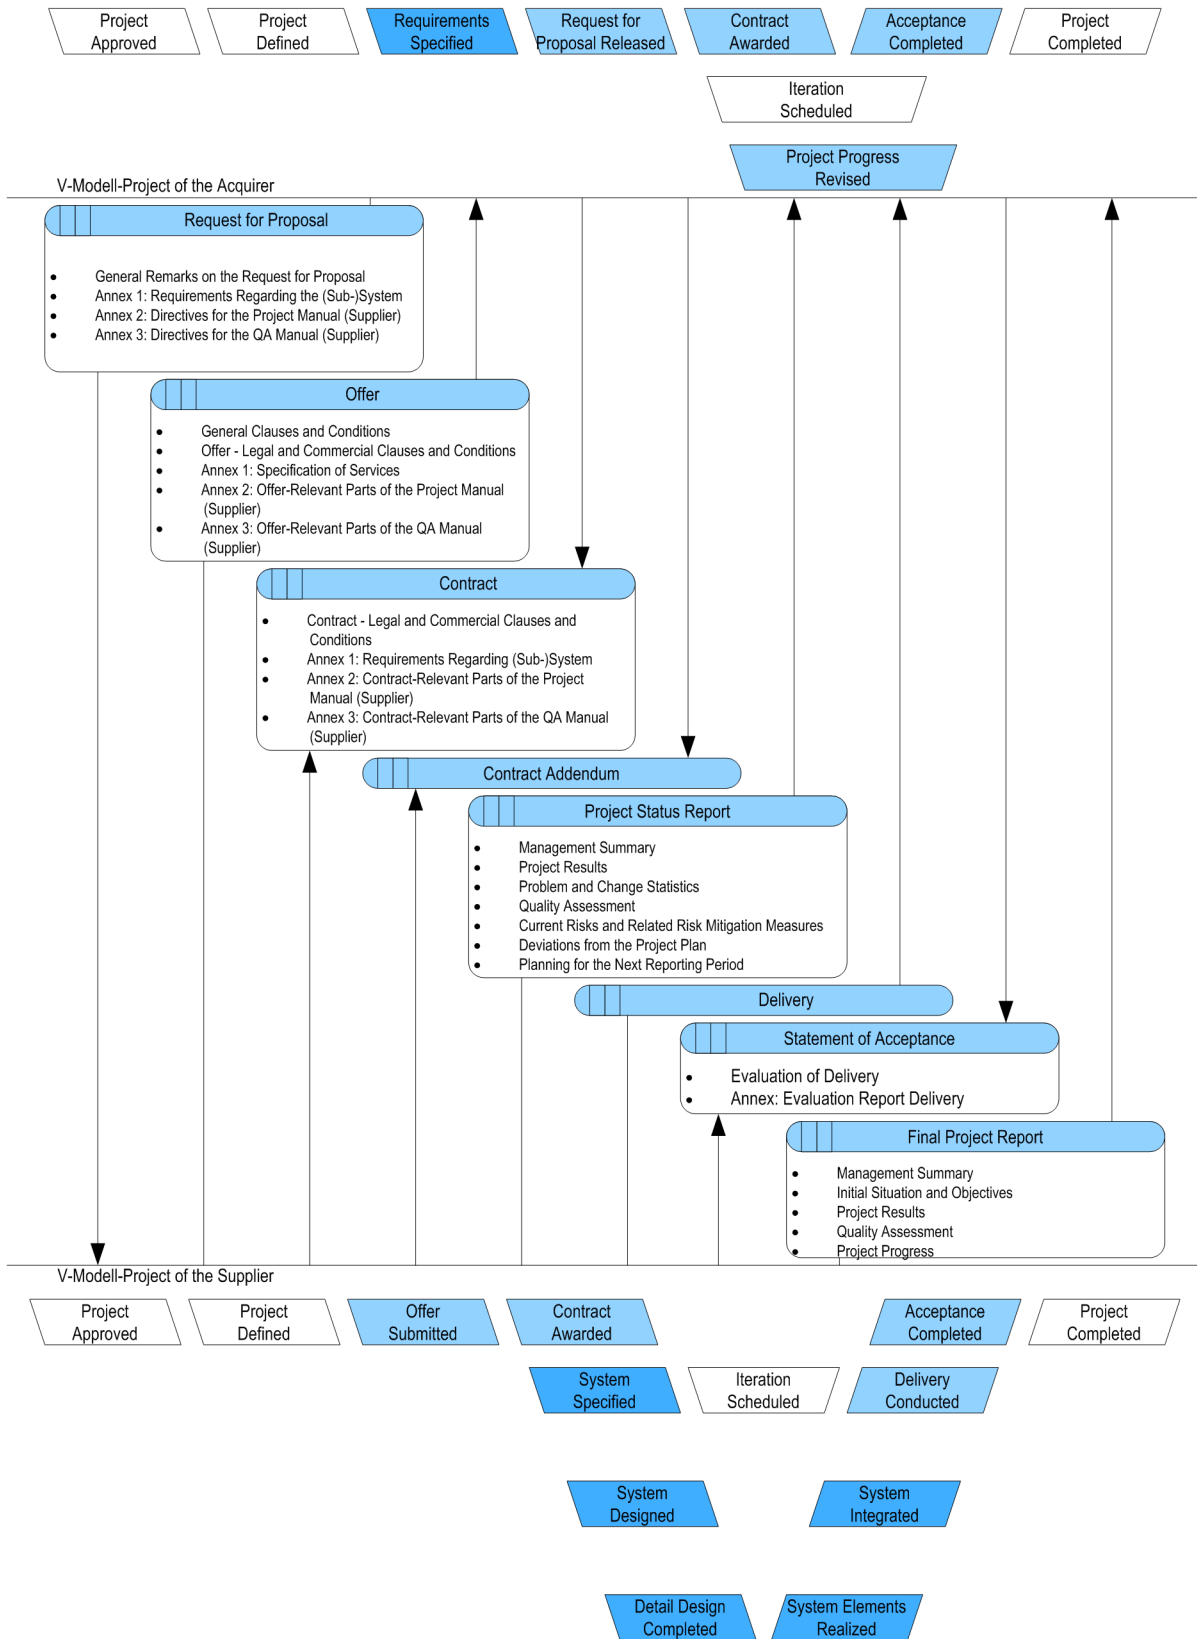 Project
Approved
Project
Defined
Requirements
Specified
Request for
Proposal Released
Contract
Awarded
Acceptance
Completed
Project
Completed
Iteration
Scheduled
Project Progress
Revised
V-Modell-Project of the Acquirer
Request for Proposal
• General Remarks on the Request for Proposal
• Annex 1: Requirements Regarding the (Sub-)System
• Annex 2: Directives for the Project Manual (Supplier)
• Annex 3: Directives for the QA Manual (Supplier)
Offer
• General Clauses and Conditions
• Offer - Legal and Commercial Clauses and Conditions
• Annex 1: Specification of Services
• Annex 2: Offer-Relevant Parts of the Project Manual
(Supplier)
• Annex 3: Offer-Relevant Parts of the QA Manual
(Supplier)
Contract
• Contract - Legal and Commercial Clauses and
Conditions
• Annex 1: Requirements Regarding (Sub-)System
• Annex 2: Contract-Relevant Parts of the Project
Manual (Supplier)
• Annex 3: Contract-Relevant Parts of the QA Manual
(Supplier)
Contract Addendum
Project Status Report
• Management Summary
• Project Results
• Problem and Change Statistics
• Quality Assessment
• Current Risks and Related Risk Mitigation Measures
• Deviations from the Project Plan
• Planning for the Next Reporting Period
Delivery
Statement of Acceptance
• Evaluation of Delivery
• Annex: Evaluation Report Delivery
Final Project Report
• Management Summary
• Initial Situation and Objectives
• Project Results
• Quality Assessment
• Project Progress
V-Modell-Project of the Supplier
Project
Approved
Project
Defined
Offer
Submitted
Contract
Awarded
Acceptance
Completed
Project
Completed
System
Specified
Iteration
Scheduled
Delivery
Conducted
System
Designed
System
Integrated
Detail Design
Completed
System Elements
Realized